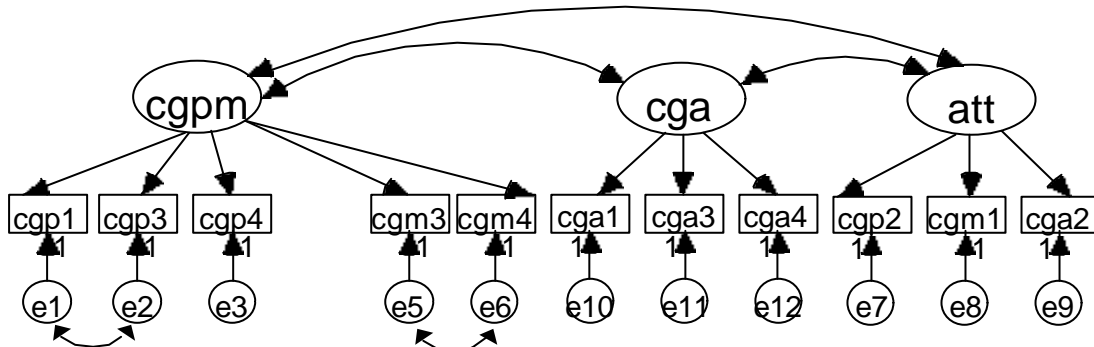 cgpm cga att
cgp1 cgp3 cgp4 cgm3 cgm4 cga1 cga3 cga4 cgp2 cgm1 cga2
1 1 1 1 1 1 1 1 1 1 1
e1 e2 e3 e5 e6 e10 e11 e12 e7 e8 e9